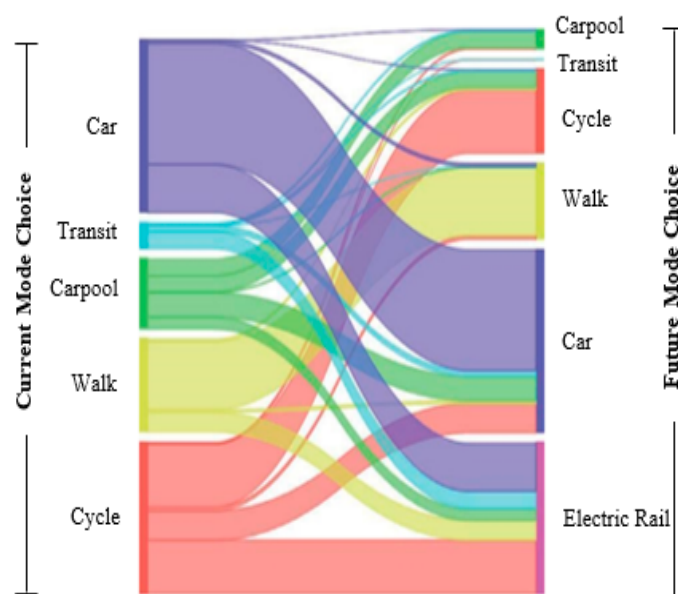 Current Mode Choice
Car
Transit
Carpool
Walk
Cycle
Carpool
Transit
Cycle
Walk
Car
Electric Rail
Future Mode Choice